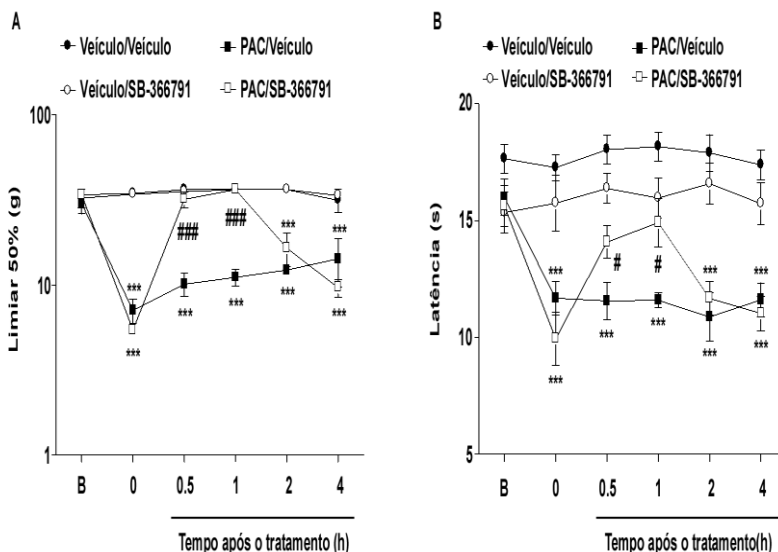 A
Veículo/Veículo PAC/Veículo
Veículo/SB-366791 PAC/SB-366791
Limiar 50% (g)
100
10
1
***
***
###
***
###
***
***
***
***
***
B 0 0.5 1 2 4
Tempo após o tratamento (h)
B
Veículo/Veículo PAC/Veículo
Veículo/SB-366791 PAC/SB-366791
Latência (s)
20
15
10
5
***
***
#
***
#
***
***
***
***
***
B 0 0.5 1 2 4
Tempo após o tratamento(h)